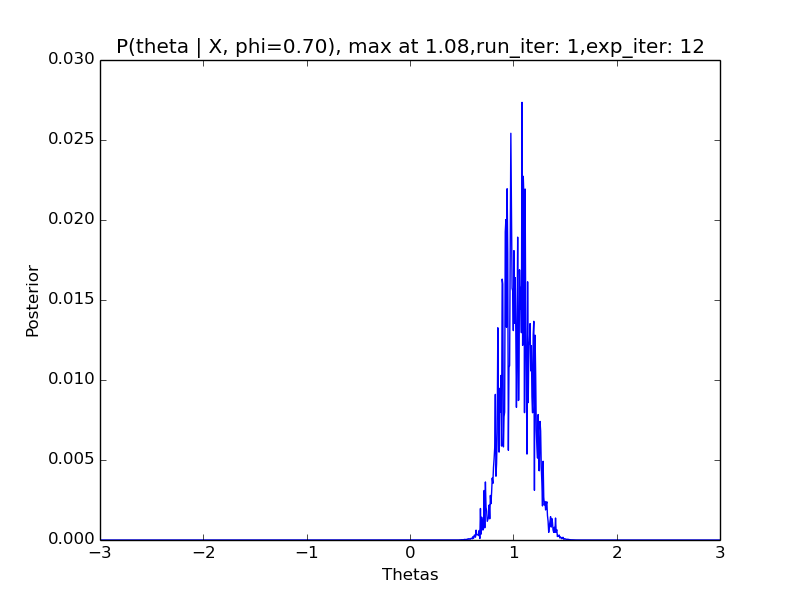 P(theta | X, phi=0.70), max at 1.08,run_iter: 1,exp_iter: 12
0.030
0.025
0.020
0.015
0.010
0.005
0.000
Posterior
−3 −2 −1 0 1 2 3
Thetas